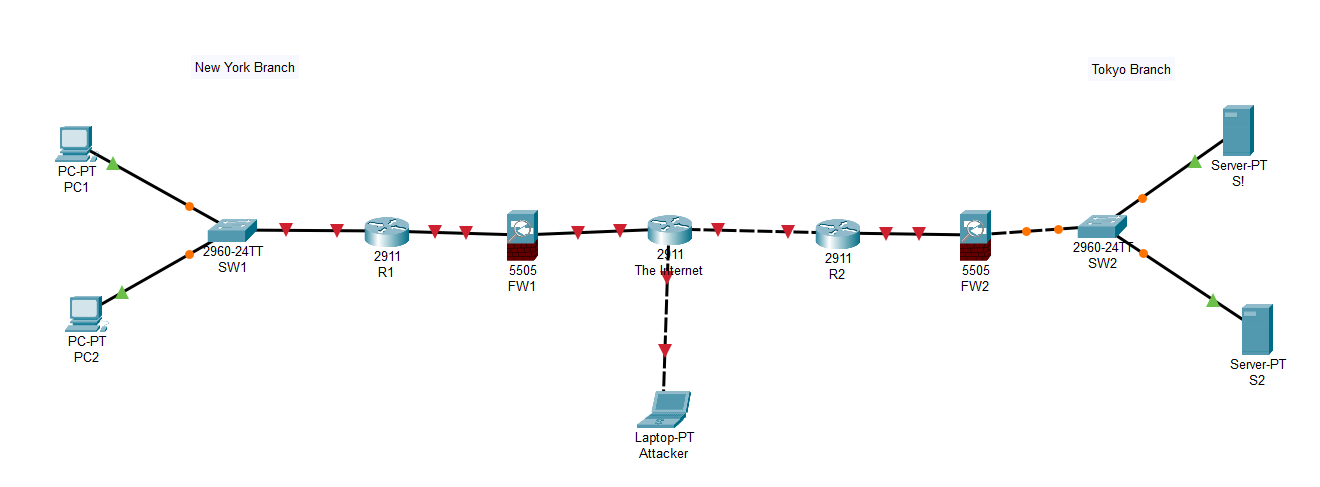 New York Branch
Tokyo Branch
PC-PT
PC1
Server-PT
S!
2960-24TT
SW1
2911
R1
5505
FW1
2911
The Internet
2911
R2
5505
FW2
2960-24TT
SW2
PC-PT
PC2
Server-PT
S2
Laptop-PT
Attacker